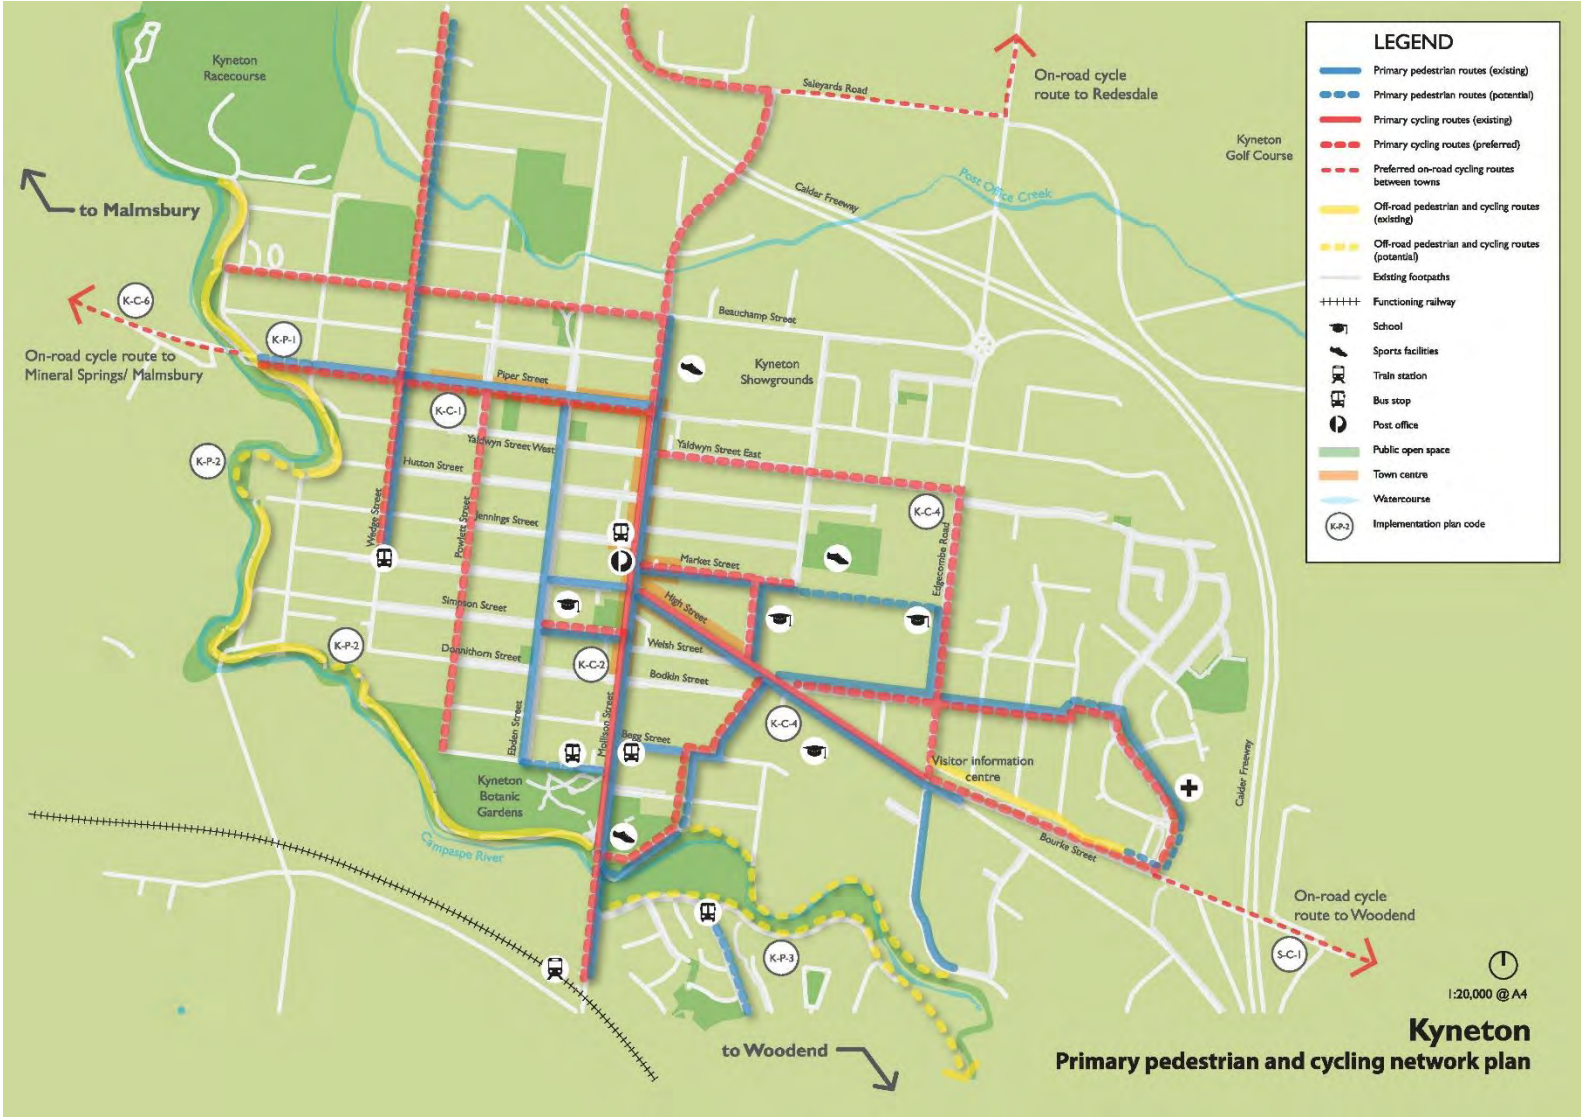 Kyneton
Racecourse
to Malmsbury
K-C-6
On-road cycle route to
Mineral Springs/ Malmsbury
K-P-1
Piper Street
K-C-1
Saleyards Road
On-road cycle
route to Redesdale
Kyneton
Golf Course
Post Office Creek
Calder Freeway
Beauchamp Street
Kyneton
Showgrounds
Yaldwyn Street West
Yaldwyn Street East
K-P-2
Hutton Street
Wedge Street
Powlett Street
Jennings Street
K-C-4
Edgecombe Road
Market Street
Simpson Street
High Street
K-P-2
Donnithorn Street
Welsh Street
K-C-2
Bodkin Street
Ebden Street
Mollison Street
Begg Street
K-C-4
Visitor information
centre
Kyneton
Botanic
Gardens
Campaspe River
Calder Freeway
Bourke Street
On-road cycle
route to Woodend
K-P-3
S-C-1
to Woodend
LEGEND
Primary pedestrian routes (existing)
Primary pedestrian routes (potential)
Primary cycling routes (existing)
Primary cycling routes (preferred)
Preferred on-road cycling routes
between towns
Off-road pedestrian and cycling routes
(existing)
Off-road pedestrian and cycling routes
(potential)
Existing footpaths
Functioning railway
School
Sports facilities
Train station
Bus stop
Post office
Public open space
Town centre
Watercourse
K-P-2
Implementation plan code
1:20,000 @ A4
Kyneton
Primary pedestrian and cycling network plan